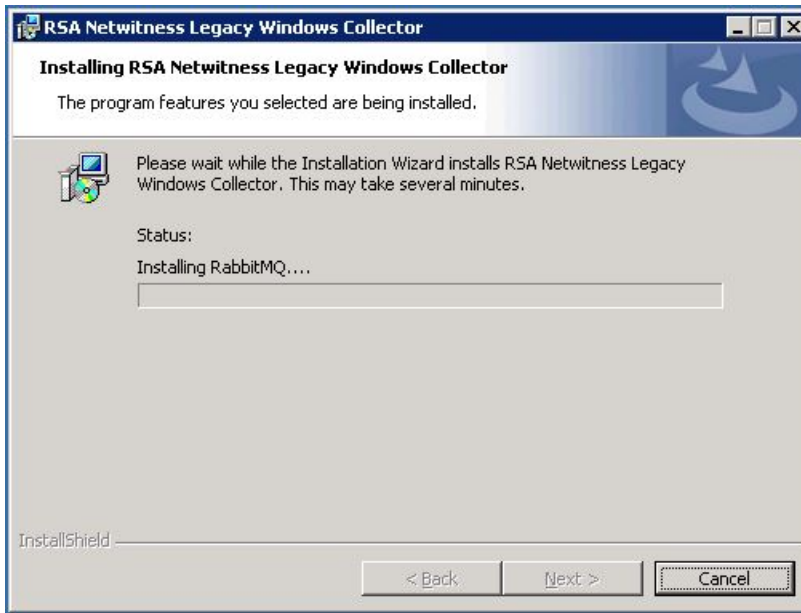 RSA Netwitness Legacy Windows Collector
Installing RSA Netwitness Legacy Windows Collector
The program features you selected are being installed.
Please wait while the Installation Wizard installs RSA Netwitness Legacy
Windows Collector. This may take several minutes.
Status:
Installing RabbitMQ....
InstallShield
< Back Next > Cancel